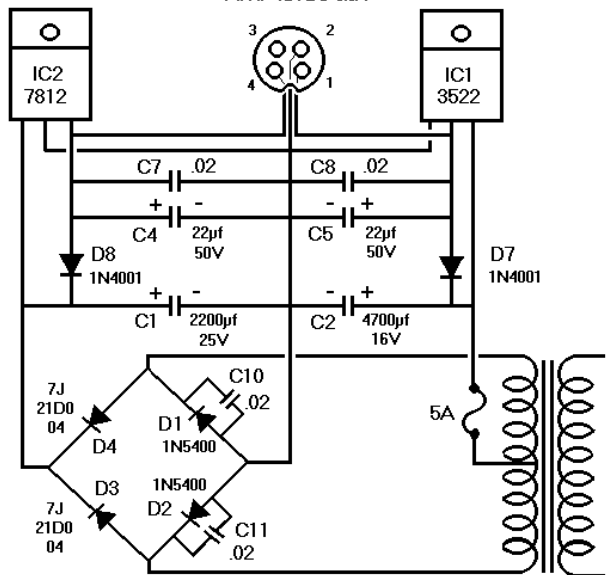 3 2
4 1
IC2
7812
IC1
3522
C7 .02
C8 .02
+ - - +
C4 22µf
50V
C5 22µf
50V
D8
1N4001
D7
1N4001
+ - - +
C1 2200µf
25V
C2 4700µf
16V
7J
21D0
04
D4
C10
.02
D1
1N5400
5A
7J
21D0
04
D3
1N5400
D2
C11
.02